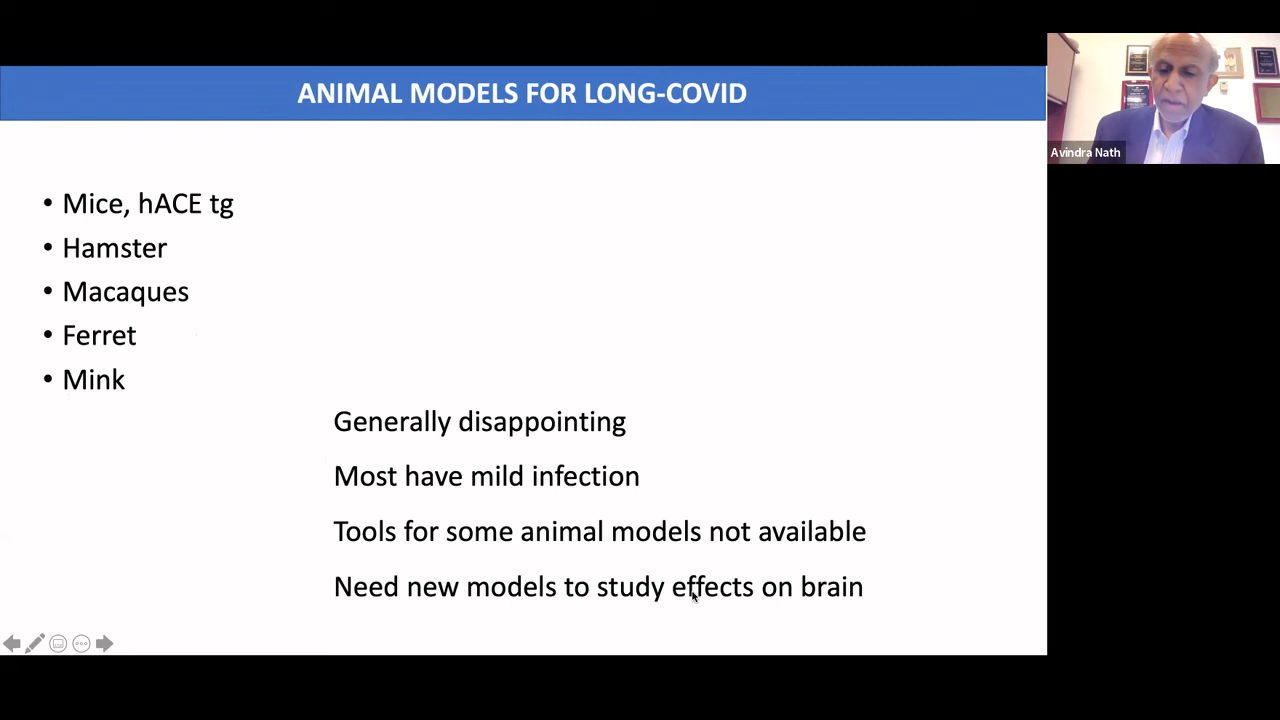 ANIMAL MODELS FOR LONG-COVID
• Mice, hACE tg
• Hamster
• Macaques
• Ferret
• Mink
Generally disappointing
Most have mild infection
Tools for some animal models not available
Need new models to study effects on brain
Avindra Nath